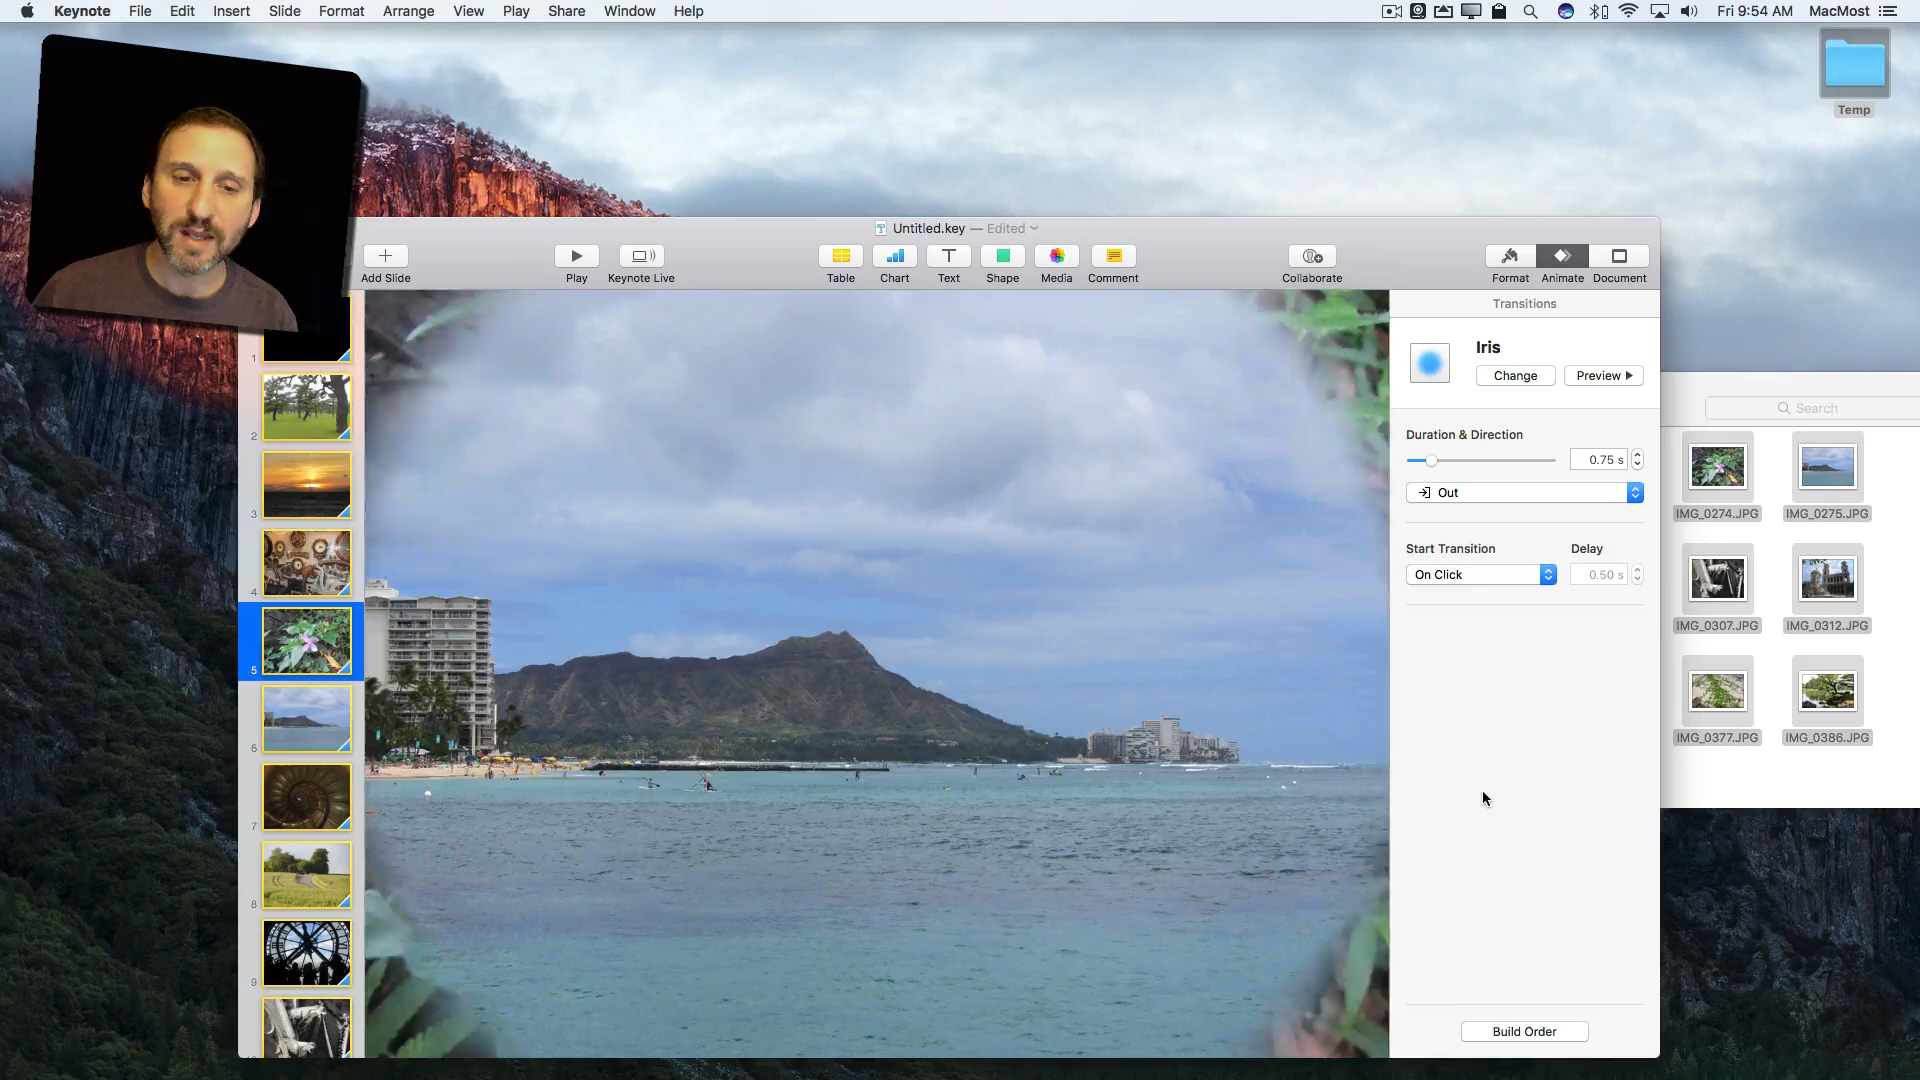 Keynote File Edit Insert Slide Format Arrange View Play Share Window Help Fri 9:54 AM MacMost
Temp
Untitled.key — Edited
Add Slide Play Keynote Live Table Chart Text Shape Media Comment Collaborate Format Animate Document
Transitions
Iris
Change Preview
Duration & Direction
0.75 s
Out
Start Transition Delay
On Click 0.50 s
Build Order
1
2
3
4
5
6
7
8
9
Search
IMG_0274.JPG IMG_0275.JPG
IMG_0307.JPG IMG_0312.JPG
IMG_0377.JPG IMG_0386.JPG